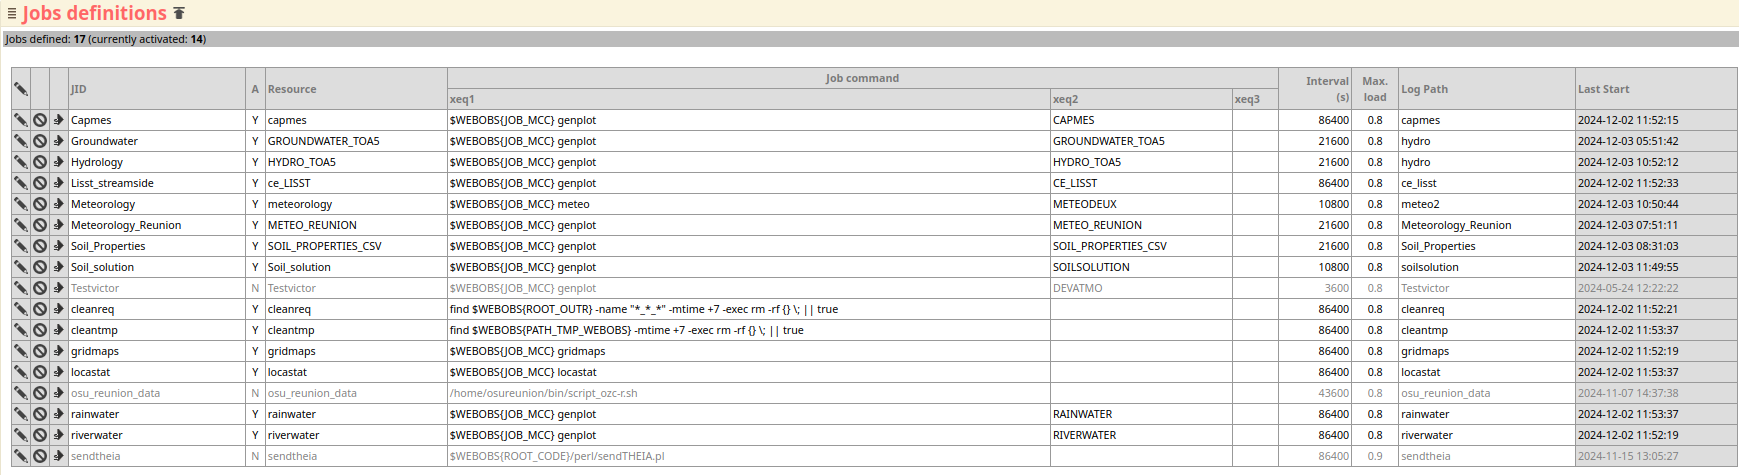 Jobs definitions
Jobs defined: 17 (currently activated: 14)
JID A Resource Job command Interval (s) Max. load Log Path Last Start
xeq1 xeq2 xeq3
Capmes Y capmes $WEBOBS{JOB_MCC} genplot CAPMES 86400 0.8 capmes 2024-12-02 11:52:15
Groundwater Y GROUNDWATER_TOA5 $WEBOBS{JOB_MCC} genplot GROUNDWATER_TOA5 21600 0.8 hydro 2024-12-03 05:51:42
Hydrology Y HYDRO_TOA5 $WEBOBS{JOB_MCC} genplot HYDRO_TOA5 21600 0.8 hydro 2024-12-03 10:52:12
Lisst_streamside Y ce_LISST $WEBOBS{JOB_MCC} genplot CE_LISST 86400 0.8 ce_lisst 2024-12-02 11:52:33
Meteorology Y meteorology $WEBOBS{JOB_MCC} meteo METEODEUX 10800 0.8 meteo2 2024-12-03 10:50:44
Meteorology_Reunion Y METEO_REUNION $WEBOBS{JOB_MCC} genplot METEO_REUNION 21600 0.8 Meteorology_Reunion 2024-12-03 07:51:11
Soil_Properties Y SOIL_PROPERTIES_CSV $WEBOBS{JOB_MCC} genplot SOIL_PROPERTIES_CSV 21600 0.8 Soil_Properties 2024-12-03 08:31:03
Soil_solution Y Soil_solution $WEBOBS{JOB_MCC} genplot SOILSOLUTION 10800 0.8 soilsolution 2024-12-03 11:49:55
Testvictor N Testvictor $WEBOBS{JOB_MCC} genplot DEVATMO 3600 0.8 Testvictor 2024-05-24 12:22:22
cleanreq Y cleanreq find $WEBOBS{ROOT_OUTR} -name "*_*_*" -mtime +7 -exec rm -rf {} \; || true 86400 0.8 cleanreq 2024-12-02 11:52:21
cleantmp Y cleantmp find $WEBOBS{PATH_TMP_WEBOBS} -mtime +7 -exec rm -rf {} \; || true 86400 0.8 cleantmp 2024-12-02 11:53:37
gridmaps Y gridmaps $WEBOBS{JOB_MCC} gridmaps 86400 0.8 gridmaps 2024-12-02 11:52:19
locastat Y locastat $WEBOBS{JOB_MCC} locastat 86400 0.8 locastat 2024-12-02 11:53:37
osu_reunion_data N osu_reunion_data /home/osureunion/bin/script_ozc-r.sh 43600 0.8 osu_reunion_data 2024-11-07 14:37:38
rainwater Y rainwater $WEBOBS{JOB_MCC} genplot RAINWATER 86400 0.8 rainwater 2024-12-02 11:53:37
riverwater Y riverwater $WEBOBS{JOB_MCC} genplot RIVERWATER 86400 0.8 riverwater 2024-12-02 11:52:19
sendtheia N sendtheia $WEBOBS{ROOT_CODE}/perl/sendTHEIA.pl 86400 0.9 sendtheia 2024-11-15 13:05:27